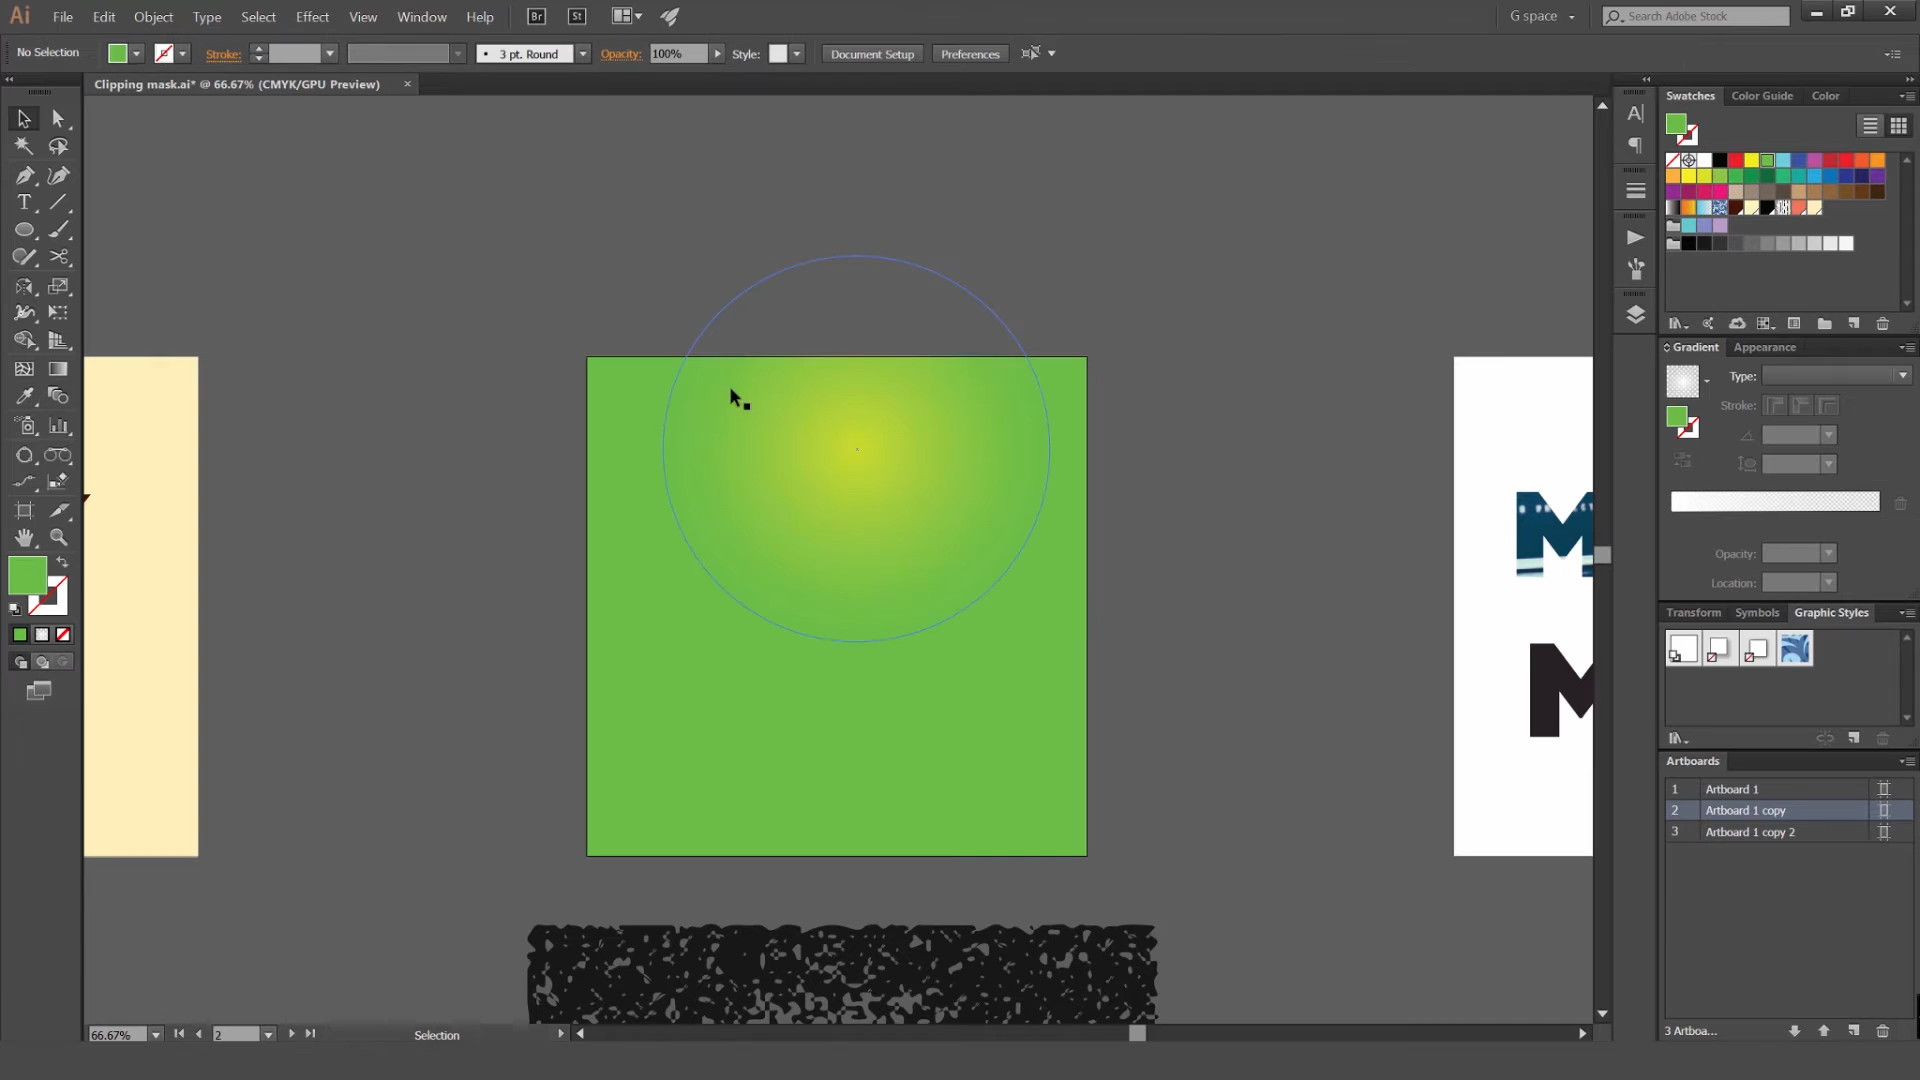 Ai File Edit Object Type Select Effect View Window Help Br St G space Search Adobe Stock
No Selection Stroke: 3 pt. Round Opacity: 100% Style: Document Setup Preferences
Clipping mask.ai* @ 66.67% (CMYK/GPU Preview)
Swatches Color Guide Color
Gradient Appearance
Type:
Stroke:
M
Opacity:
Location:
Transform Symbols Graphic Styles
M
Artboards
1 Artboard 1
2 Artboard 1 copy
3 Artboard 1 copy 2
3 Artboa...
66.67% 2 Selection